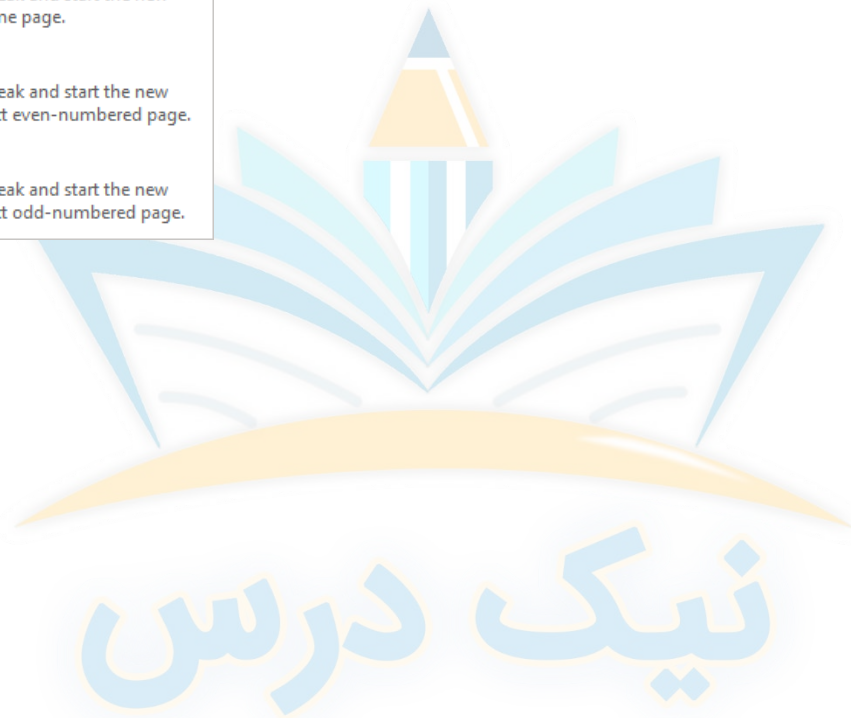 ne page.
eak and start the new
t even-numbered page.
eak and start the new
t odd-numbered page.
نیک درس